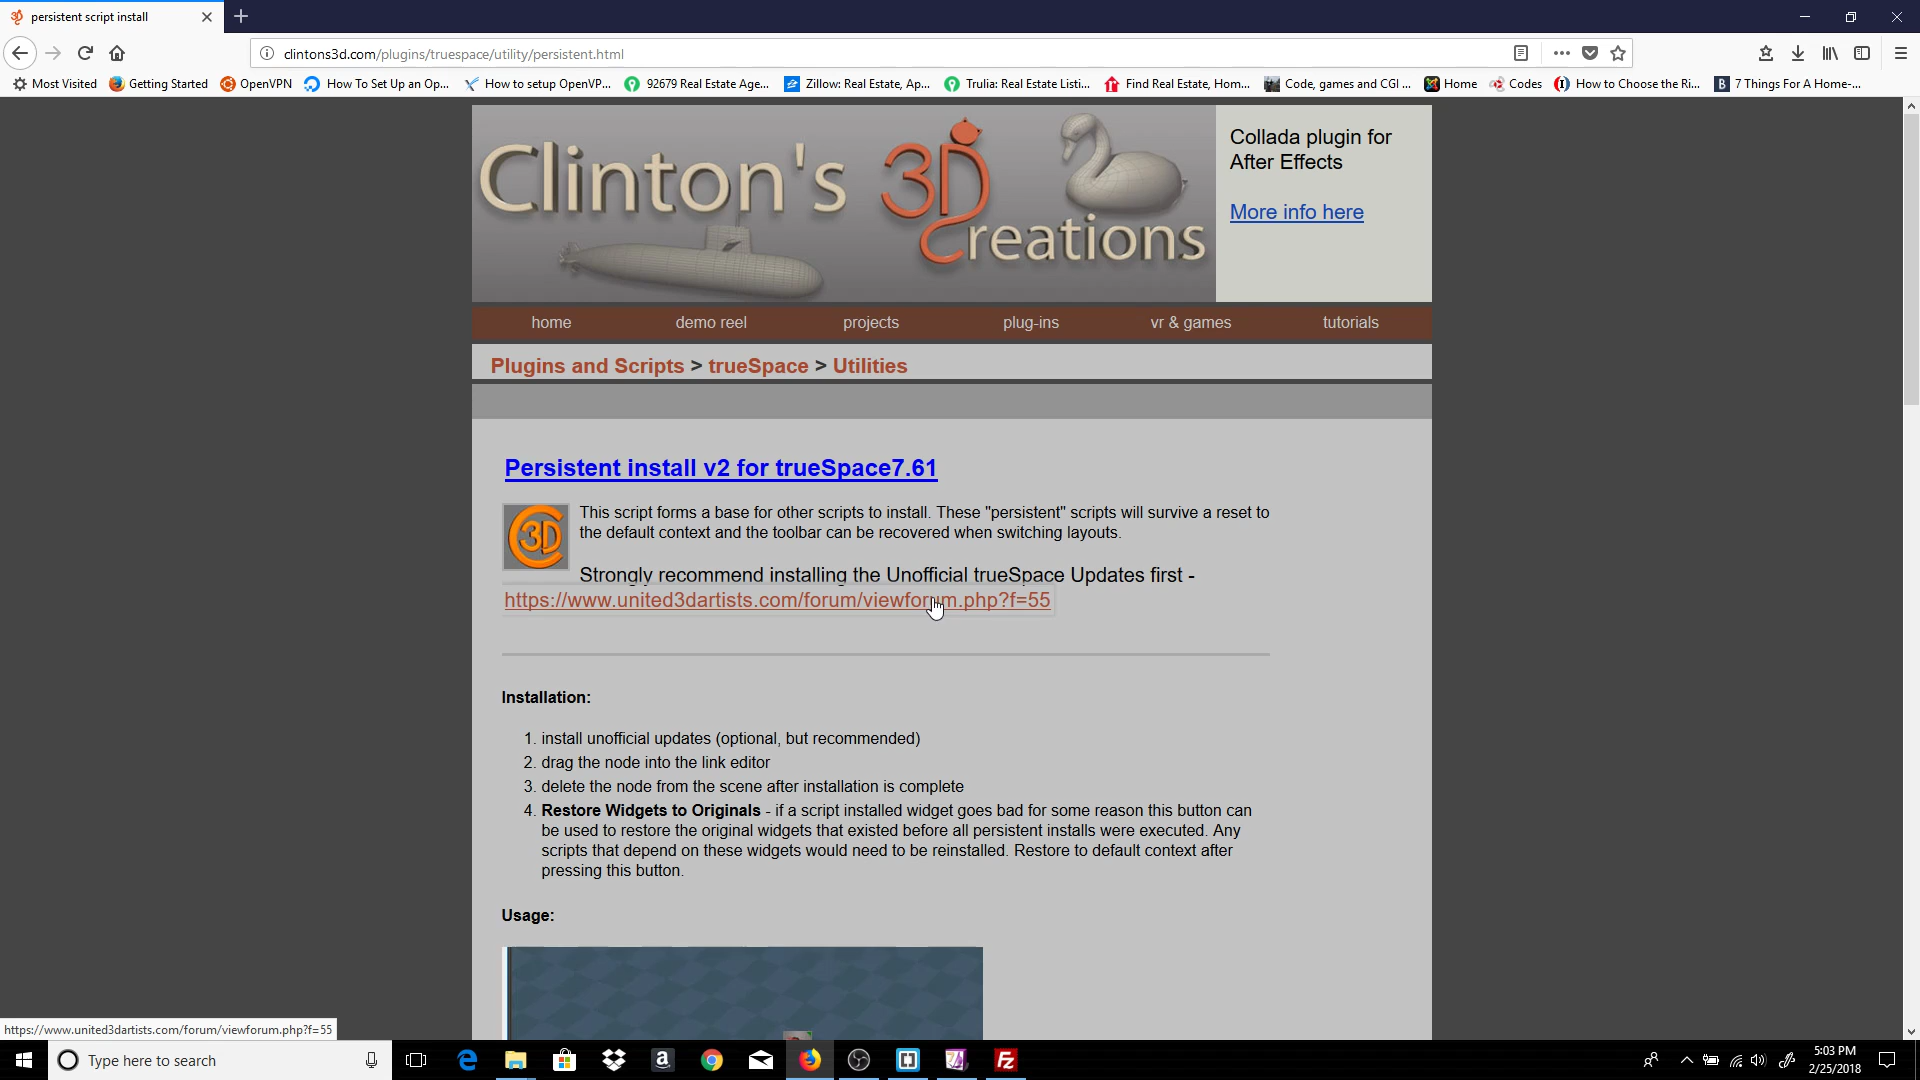 persistent script install
clintons3d.com/plugins/truespace/utility/persistent.html
Most Visited Getting Started OpenVPN How To Set Up an Op... How to setup OpenVP... 92679 Real Estate Age... Zillow: Real Estate, Ap... Trulia: Real Estate Listi... Find Real Estate, Hom... Code, games and CGI ... Home Codes How to Choose the Ri... 7 Things For A Home-...
Clinton's 3D Creations
Collada plugin for
After Effects
More info here
home demo reel projects plug-ins vr & games tutorials
Plugins and Scripts > trueSpace > Utilities
Persistent install v2 for trueSpace7.61
C3D
This script forms a base for other scripts to install. These "persistent" scripts will survive a reset to
the default context and the toolbar can be recovered when switching layouts.
Strongly recommend installing the Unofficial trueSpace Updates first -
https://www.united3dartists.com/forum/viewforum.php?f=55
Installation:
1. install unofficial updates (optional, but recommended)
2. drag the node into the link editor
3. delete the node from the scene after installation is complete
4. Restore Widgets to Originals - if a script installed widget goes bad for some reason this button can
be used to restore the original widgets that existed before all persistent installs were executed. Any
scripts that depend on these widgets would need to be reinstalled. Restore to default context after
pressing this button.
Usage:
https://www.united3dartists.com/forum/viewforum.php?f=55
Type here to search
5:03 PM
2/25/2018